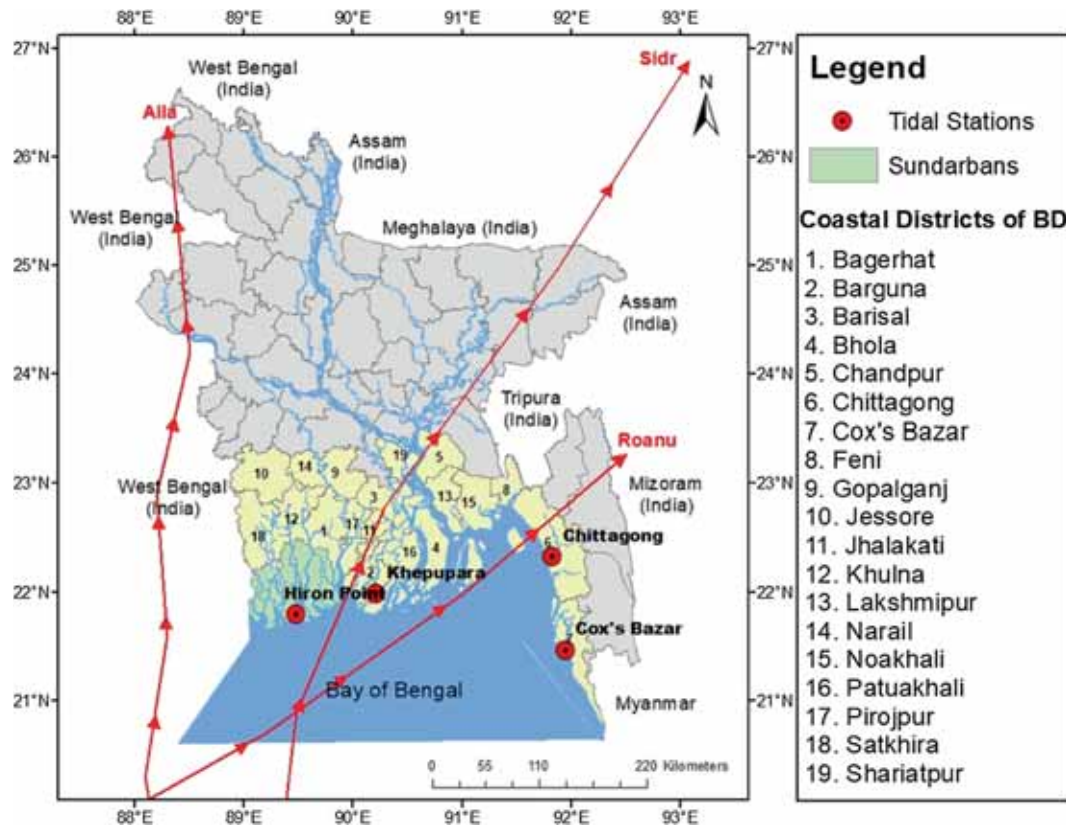 88°E 89°E 90°E 91°E 92°E 93°E
27°N
26°N
25°N
24°N
23°N
22°N
21°N
West Bengal
(India)
Sidr
N
Aila
Assam
(India)
West Bengal
(India)
Meghalaya (India)
Assam
(India)
Tripura
(India)
Roanu
West Bengal
(India)
Mizoram
(India)
19
5
10
14
9
3
13
15
8
18
12
1
17
11
16
4
2
6
7
Chittagong
Khepupara
Hiron Point
Cox's Bazar
Bay of Bengal
Myanmar
0 55 110 220 Kilometers
27°N
26°N
25°N
24°N
23°N
22°N
21°N
88°E 89°E 90°E 91°E 92°E 93°E
Legend
Tidal Stations
Sundarbans
Coastal Districts of BD
1. Bagerhat
2. Barguna
3. Barisal
4. Bhola
5. Chandpur
6. Chittagong
7. Cox's Bazar
8. Feni
9. Gopalganj
10. Jessore
11. Jhalakati
12. Khulna
13. Lakshmipur
14. Narail
15. Noakhali
16. Patuakhali
17. Pirojpur
18. Satkhira
19. Shariatpur